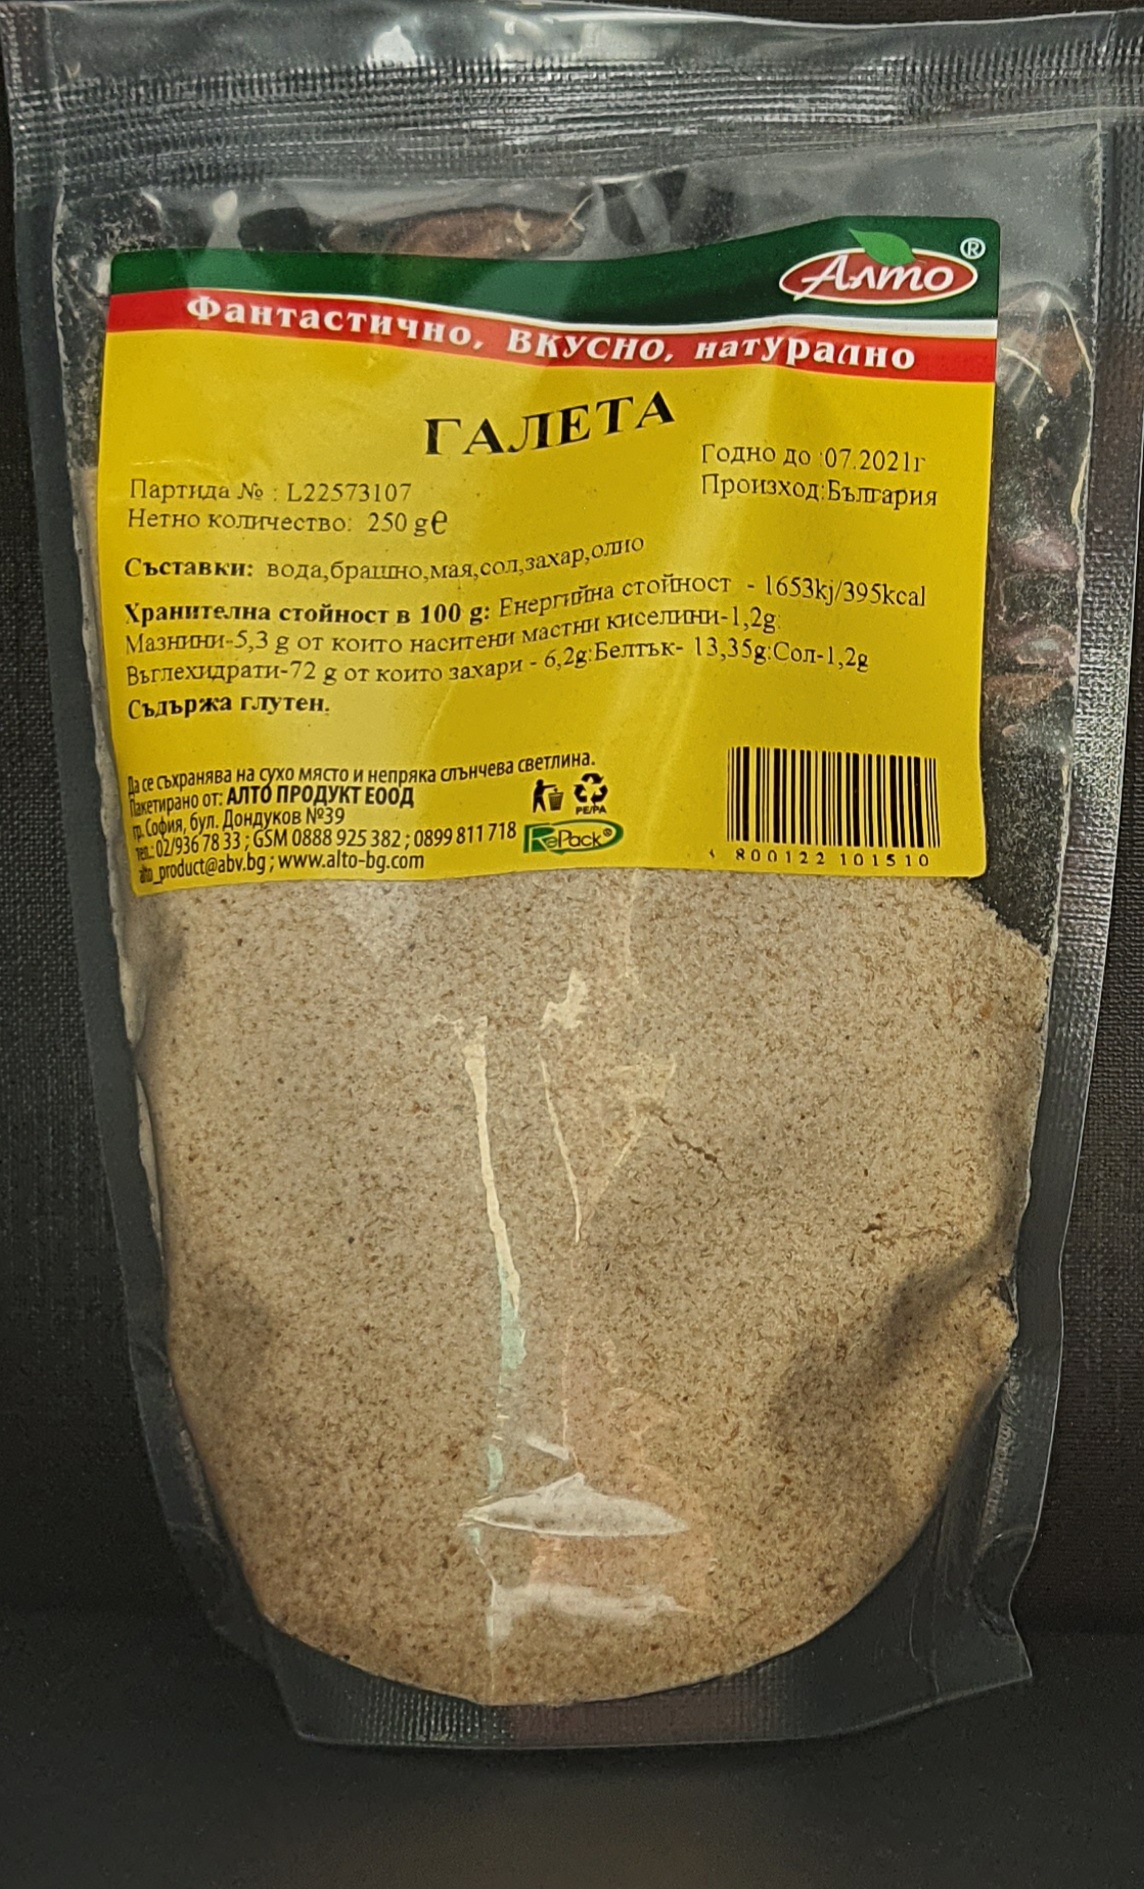 Алто®
Фантастично, вкусно, натурално
ГАЛЕТА
Годно до :07.2021г
Произход:България
Партида № : L22573107
Нетно количество: 250 g℮
Съставки: вода,брашно,мая,сол,захар,олио
Хранителна стойност в 100 g: Енергийна стойност - 1653kj/395kcal
Мазнини-5,3 g от които наситени мастни киселини-1,2g:
Въглехидрати-72 g от които захари - 6,2g:Белтък- 13,35g:Сол-1,2g
Съдържа глутен.
Да се съхранява на сухо място и непряка слънчева светлина.
Пакетирано от: АЛТО ПРОДУКТ ЕООД
гр. София, бул. Дондуков №39
тел.: 02/936 78 33 ; GSM 0888 925 382 ; 0899 811 718
alto_product@abv.bg ; www.alto-bg.com
PE/PA
RePack®
800122 101510